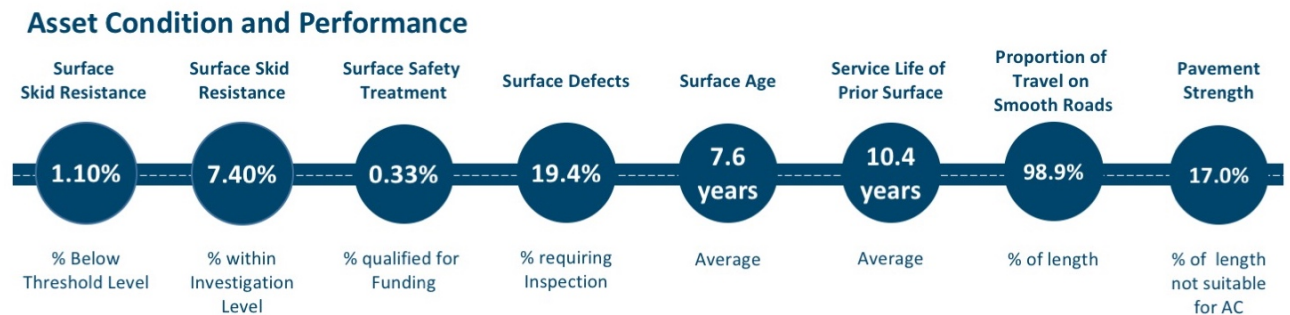 Asset Condition and Performance
Surface
Skid Resistance
1.10%
% Below
Threshold Level
Surface Skid
Resistance
7.40%
% within
Investigation
Level
Surface Safety
Treatment
0.33%
% qualified for
Funding
Surface Defects
19.4%
% requiring
Inspection
Surface Age
7.6
years
Average
Service Life of
Prior Surface
10.4
years
Average
Proportion of
Travel on
Smooth Roads
98.9%
% of length
Pavement
Strength
17.0%
% of length
not suitable
for AC